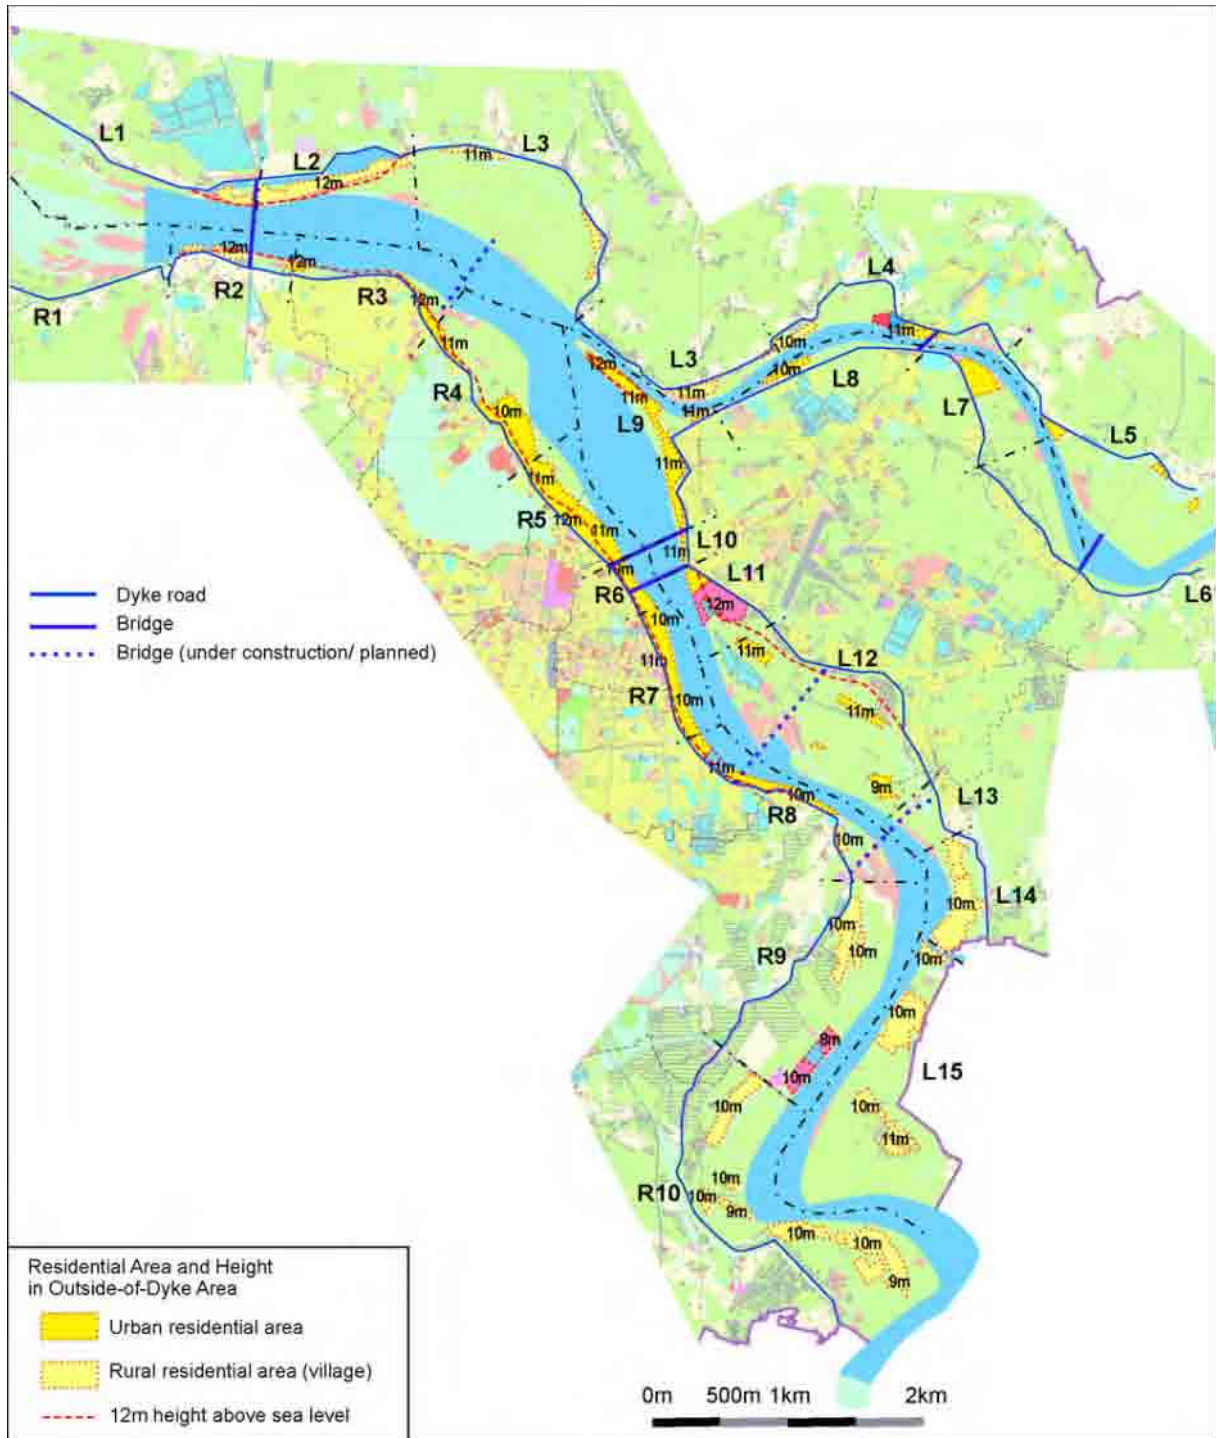 L1
L2
L3
11m
12m
12m
12m
R2
R3
R1
12m
L4
11m
L3
10m
11m
12m
10m
L8
R4
11m
11m
11m
L7
10m
L9
L5
11m
11m
R5
12m
11m
L10
11m
L11
Dyke road
R6
12m
L6
Bridge
10m
Bridge (under construction/ planned)
11m
11m
L12
R7
10m
11m
11m
9m
L13
10m
R8
10m
L14
10m
10m
10m
R9
10m
10m
8m
L15
10m
10m
10m
11m
10m
R10
10m
9m
10m
10m
9m
Residential Area and Height
in Outside-of-Dyke Area
Urban residential area
Rural residential area (village)
12m height above sea level
0m 500m 1km 2km